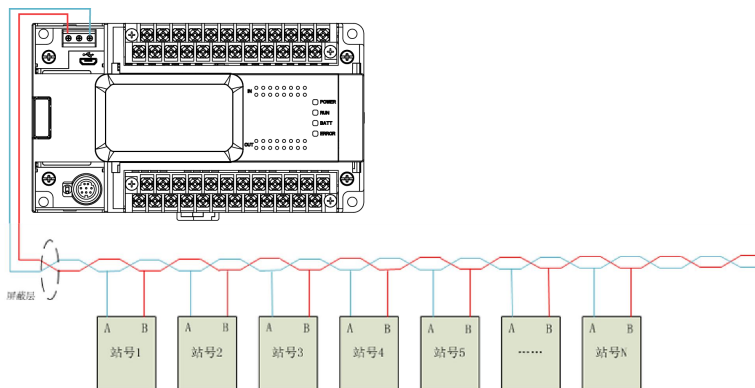 IN
POWER
RUN
BATT
ERROR
OUT
屏蔽层
A B
站号1
A B
站号2
A B
站号3
A B
站号4
A B
站号5
A B
……
A B
站号N